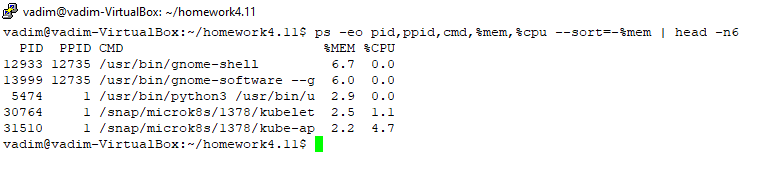 vadim@vadim-VirtualBox: ~/homework4.11
vadim@vadim-VirtualBox:~/homework4.11$ ps -eo pid,ppid,cmd,%mem,%cpu --sort=-%mem | head -n6
  PID  PPID CMD                         %MEM %CPU
12933 12735 /usr/bin/gnome-shell         6.7  0.0
13999 12735 /usr/bin/gnome-software --g  6.0  0.0
 5474     1 /usr/bin/python3 /usr/bin/u  2.9  0.0
30764     1 /snap/microk8s/1378/kubelet  2.5  1.1
31510     1 /snap/microk8s/1378/kube-ap  2.2  4.7
vadim@vadim-VirtualBox:~/homework4.11$